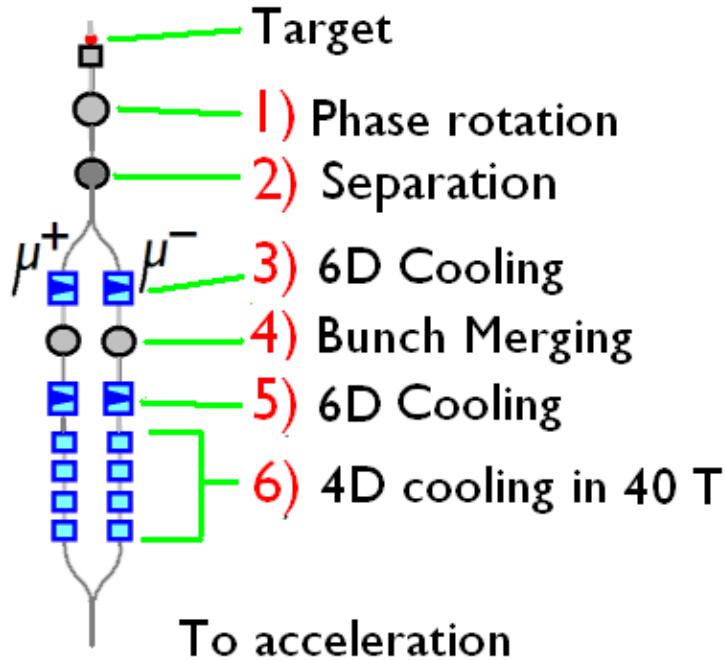 Target
1) Phase rotation
2) Separation
μ+ μ−
3) 6D Cooling
4) Bunch Merging
5) 6D Cooling
6) 4D cooling in 40 T
To acceleration